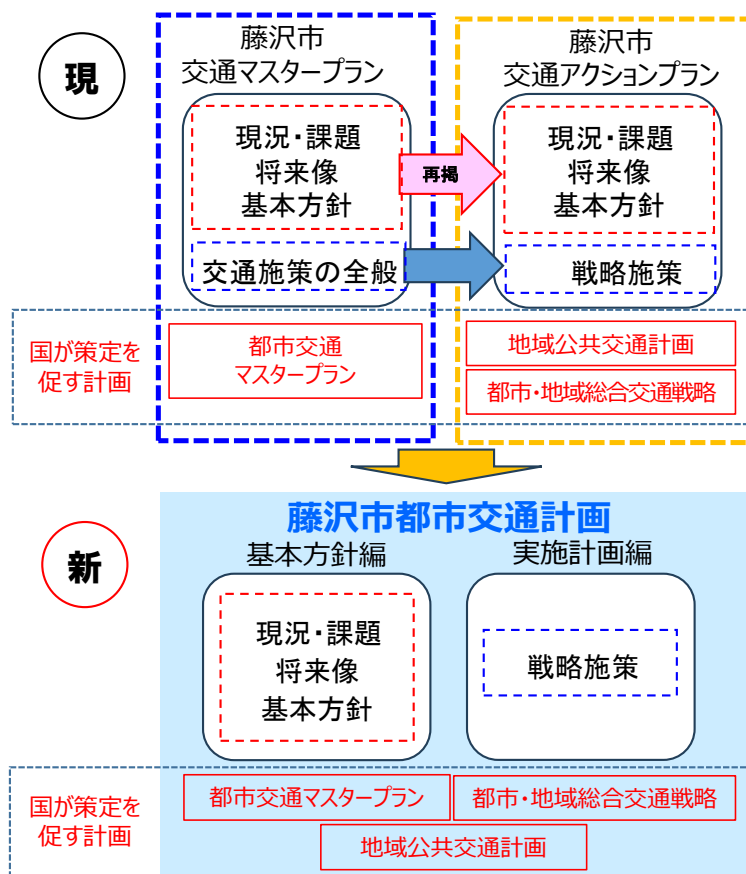 現
藤沢市
交通マスタープラン
現況・課題
将来像
基本方針
交通施策の全般
再掲
藤沢市
交通アクションプラン
現況・課題
将来像
基本方針
戦略施策
国が策定を
促す計画
都市交通
マスタープラン
地域公共交通計画
都市・地域総合交通戦略
新
藤沢市都市交通計画
基本方針編
現況・課題
将来像
基本方針
実施計画編
戦略施策
国が策定を
促す計画
都市交通マスタープラン
都市・地域総合交通戦略
地域公共交通計画